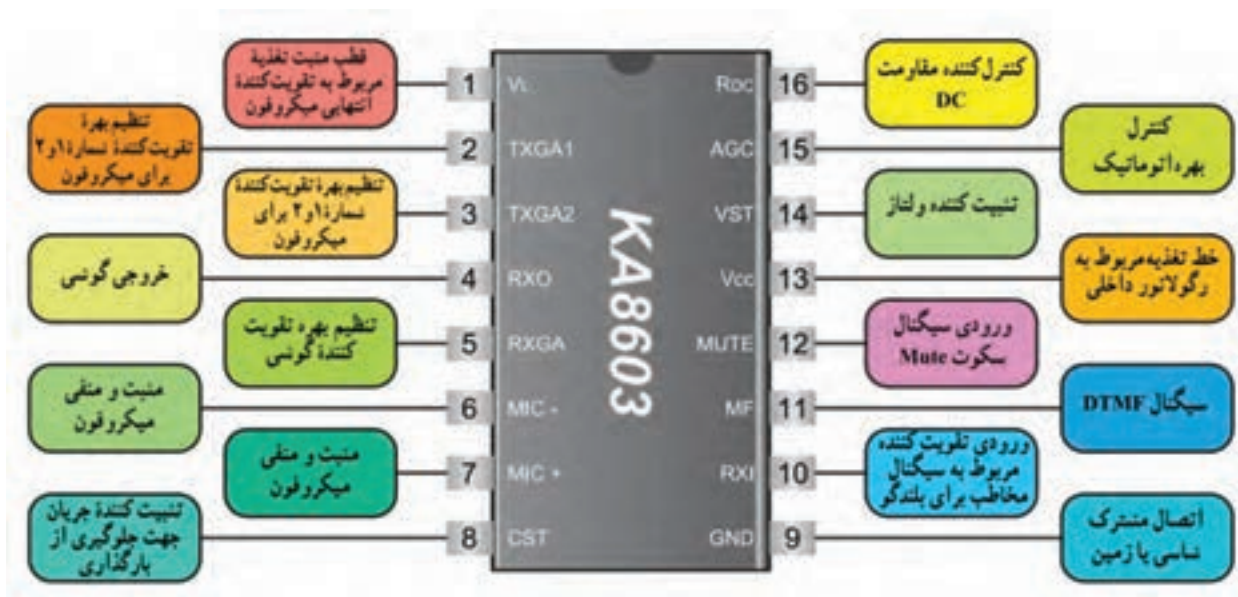 قطب مثبت تغذیهٔ
مربوط به تقویت‌کنندهٔ
انتهایی میکروفون
1
VL
تنظیم بهرهٔ
تقویت‌کنندهٔ شمارهٔ ۱ و ۲
برای میکروفون
2
TXGA1
تنظیم بهرهٔ تقویت‌کنندهٔ
شمارهٔ ۱ و ۲ برای
میکروفون
3
TXGA2
خروجی گوشی
4
RXO
تنظیم بهره تقویت
کنندهٔ گوشی
5
RXGA
مثبت و منفی
میکروفون
6
MIC -
مثبت و منفی
میکروفون
7
MIC +
تثبیت کنندهٔ جریان
جهت جلوگیری از
بارگذاری
8
CST
KA8603
Roc
16
کنترل‌کننده مقاومت
DC
AGC
15
کنترل
بهره اتوماتیک
VST
14
تثبیت کننده ولتاژ
Vcc
13
خط تغذیه مربوط به
رگولاتور داخلی
MUTE
12
ورودی سیگنال
سکوت Mute
MF
11
سیگنال DTMF
RXI
10
ورودی تقویت کننده
مربوط به سیگنال
مخاطب برای بلندگو
GND
9
اتصال مشترک
شاسی یا زمین